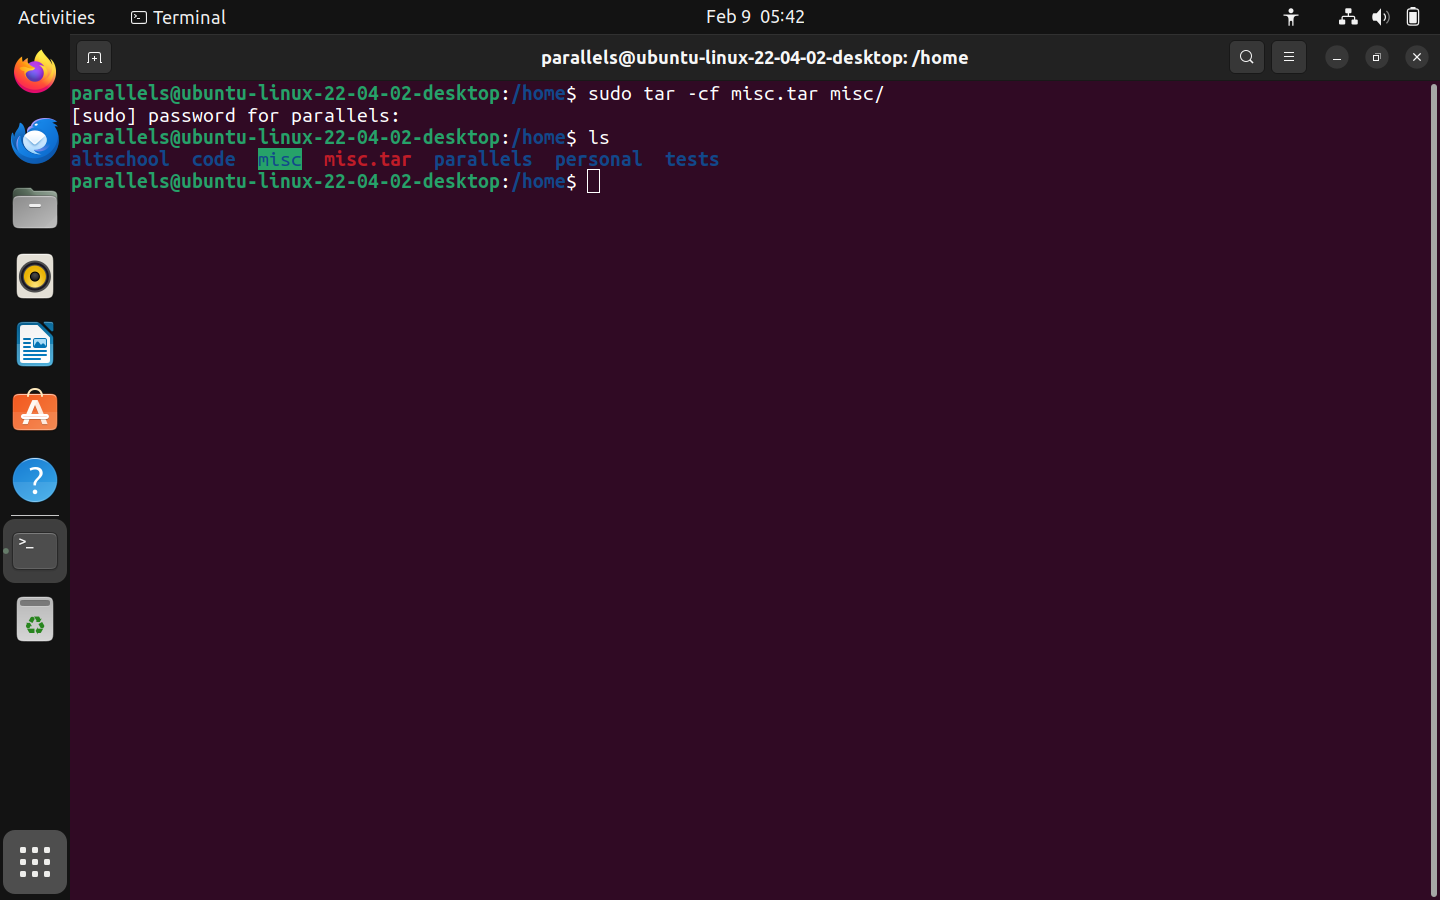 Activities Terminal Feb 9 05:42
parallels@ubuntu-linux-22-04-02-desktop: /home
parallels@ubuntu-linux-22-04-02-desktop:/home$ sudo tar -cf misc.tar misc/
[sudo] password for parallels:
parallels@ubuntu-linux-22-04-02-desktop:/home$ ls
altschool code misc misc.tar parallels personal tests
parallels@ubuntu-linux-22-04-02-desktop:/home$